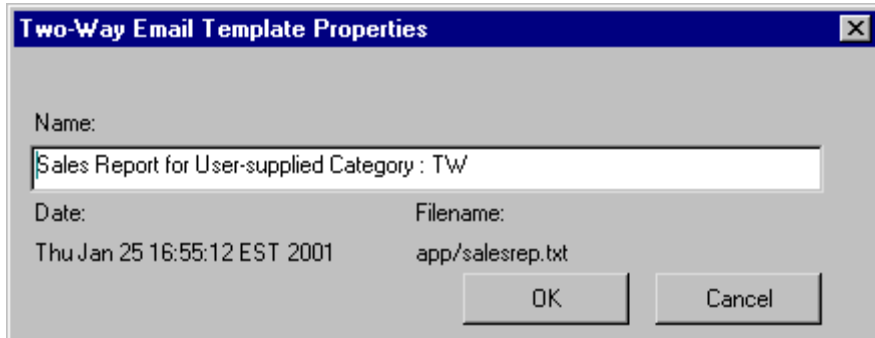 Two-Way Email Template Properties
Name:
Sales Report for User-supplied Category : TW
Date: Filename:
Thu Jan 25 16:55:12 EST 2001 app/salesrep.txt
OK Cancel